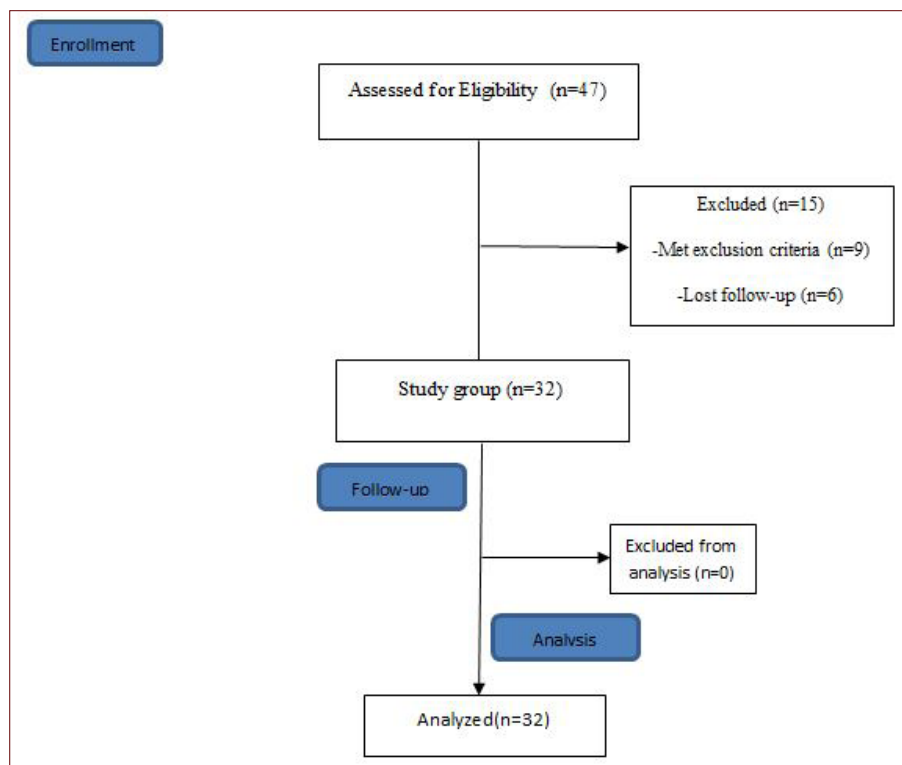 Enrollment
Assessed for Eligibility (n=47)
Excluded (n=15)
-Met exclusion criteria (n=9)
-Lost follow-up (n=6)
Study group (n=32)
Follow-up
Excluded from
analysis (n=0)
Analysis
Analyzed(n=32)